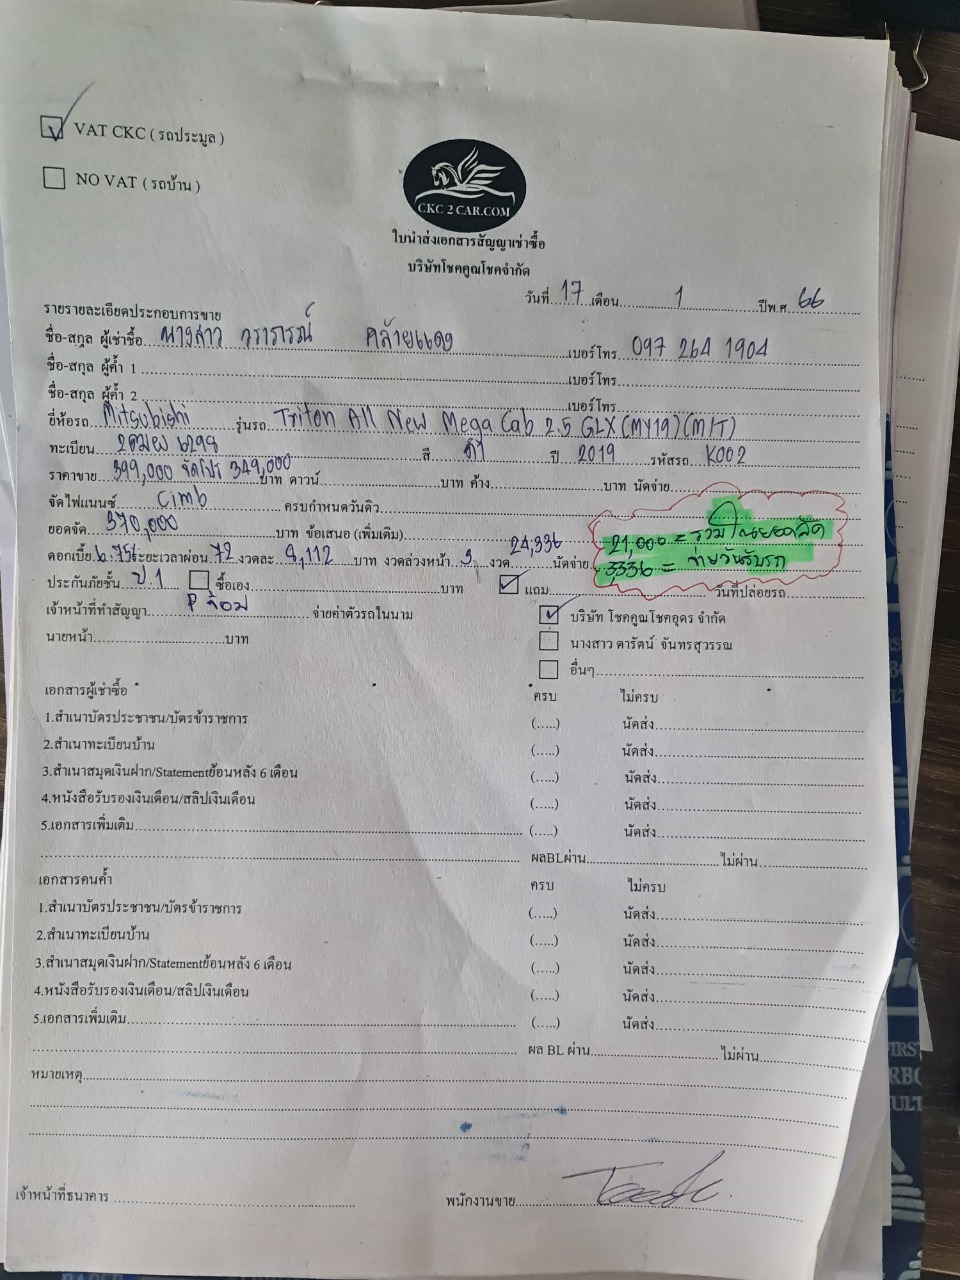 VAT CKC ( รถประมูล )
NO VAT ( รถบ้าน )
CKC 2 CAR.COM
ใบนำส่งเอกสารสัญญาเช่าซื้อ
บริษัทโชคคูณโชคจำกัด
วันที่ 17 เดือน 1 ปีพ.ศ 66
รายรายละเอียดประกอบการขาย
ชื่อ-สกุล ผู้เช่าซื้อ นางสาว วราภรณ์ คล้ายแดง เบอร์โทร 097 264 1904
ชื่อ-สกุล ผู้ค้ำ 1 เบอร์โทร
ชื่อ-สกุล ผู้ค้ำ 2 เบอร์โทร
ยี่ห้อรถ Mitsubishi รุ่นรถ Triton All New Mega Cab 2.5 GLX (MY19) (M/T)
ทะเบียน 6298 สี ดำ ปี 2019 รหัสรถ K002
ราคาขาย 399,000 จัดโปร 349,000 บาท ดาวน์ บาท ค้าง บาท นัดจ่าย
จัดไฟแนนซ์ Cimb ครบกำหนดวันคิว
ยอดจัด 370,000 บาท ข้อเสนอ (เพิ่มเติม) 21,000 = รวมในยอดจัด
ดอกเบี้ย 6.75% ระยะเวลาผ่อน 72 งวดละ 8,112 บาท งวดล่วงหน้า 3 งวด 24,336 นัดจ่าย 3336 = จ่ายวันรับรถ
ประกันภัยชั้น ป.1 ซื้อเอง บาท แถม วันที่ปล่อยรถ
เจ้าหน้าที่ทำสัญญา P จ๋อม จ่ายค่าตัวรถในนาม บริษัท โชคคูณโชคอุดร จำกัด
นายหน้า บาท นางสาว ดารัตน์ จันทรสุวรรณ
อื่นๆ
เอกสารผู้เช่าซื้อ ครบ ไม่ครบ
1.สำเนาบัตรประชาชน/บัตรข้าราชการ (.....) นัดส่ง
2.สำเนาทะเบียนบ้าน (.....) นัดส่ง
3.สำเนาสมุดเงินฝาก/Statementย้อนหลัง 6 เดือน (.....) นัดส่ง
4.หนังสือรับรองเงินเดือน/สลิปเงินเดือน (.....) นัดส่ง
5.เอกสารเพิ่มเติม (.....) นัดส่ง
ผลBLผ่าน ไม่ผ่าน
เอกสารคนค้ำ ครบ ไม่ครบ
1.สำเนาบัตรประชาชน/บัตรข้าราชการ (.....) นัดส่ง
2.สำเนาทะเบียนบ้าน (.....) นัดส่ง
3.สำเนาสมุดเงินฝาก/Statementย้อนหลัง 6 เดือน (.....) นัดส่ง
4.หนังสือรับรองเงินเดือน/สลิปเงินเดือน (.....) นัดส่ง
5.เอกสารเพิ่มเติม (.....) นัดส่ง
ผล BL ผ่าน ไม่ผ่าน
หมายเหตุ
เจ้าหน้าที่ธนาคาร พนักงานขาย